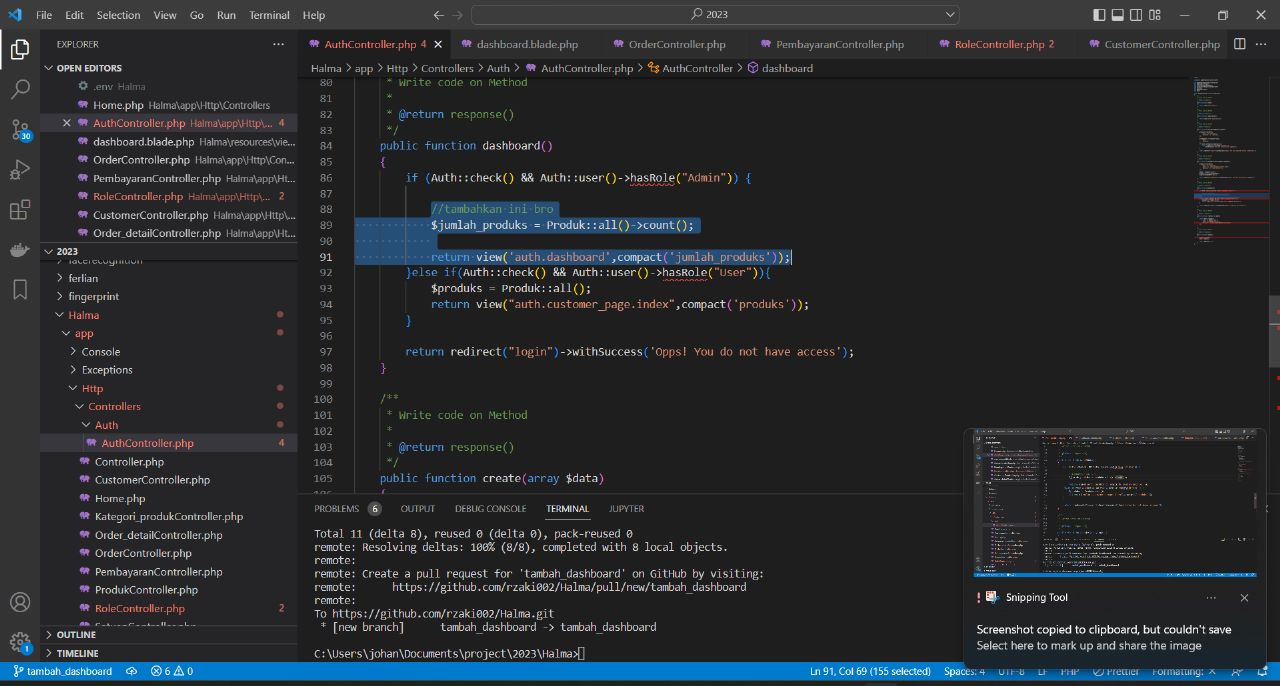 File Edit Selection View Go Run Terminal Help
2023
EXPLORER
OPEN EDITORS
.env Halma
Home.php Halma\app\Http\Controllers
AuthController.php Halma\app\Http\... 4
dashboard.blade.php Halma\resources\vie...
OrderController.php Halma\app\Http\Con...
PembayaranController.php Halma\app\Ht...
RoleController.php Halma\app\Http\... 2
CustomerController.php Halma\app\Http\...
Order_detailController.php Halma\app\Ht...
2023
facerecognition
ferlian
fingerprint
Halma
app
Console
Exceptions
Http
Controllers
Auth
AuthController.php 4
Controller.php
CustomerController.php
Home.php
Kategori_produkController.php
Order_detailController.php
OrderController.php
PembayaranController.php
ProdukController.php
RoleController.php 2
OUTLINE
TIMELINE
30
1
AuthController.php 4 dashboard.blade.php OrderController.php PembayaranController.php RoleController.php 2 CustomerController.php
Halma > app > Http > Controllers > Auth > AuthController.php > AuthController > dashboard
80 * Write code on Method
81 *
82 * @return response()
83 */
84 public function dashboard()
85 {
86 if (Auth::check() && Auth::user()->hasRole("Admin")) {
87
88 //tambahkan ini bro
89 $jumlah_produks = Produk::all()->count();
90
91 return view('auth.dashboard',compact('jumlah_produks'));
92 }else if(Auth::check() && Auth::user()->hasRole("User")){
93 $produks = Produk::all();
94 return view("auth.customer_page.index",compact('produks'));
95 }
96
97 return redirect("login")->withSuccess('Opps! You do not have access');
98 }
99
100 /**
101 * Write code on Method
102 *
103 * @return response()
104 */
105 public function create(array $data)
PROBLEMS 6 OUTPUT DEBUG CONSOLE TERMINAL JUPYTER
Total 11 (delta 8), reused 0 (delta 0), pack-reused 0
remote: Resolving deltas: 100% (8/8), completed with 8 local objects.
remote:
remote: Create a pull request for 'tambah_dashboard' on GitHub by visiting:
remote: https://github.com/rzaki002/Halma/pull/new/tambah_dashboard
remote:
To https://github.com/rzaki002/Halma.git
* [new branch] tambah_dashboard -> tambah_dashboard
C:\Users\johan\Documents\project\2023\Halma>
Snipping Tool
Screenshot copied to clipboard, but couldn't save
Select here to mark up and share the image
tambah_dashboard 6 0 Ln 91, Col 69 (155 selected) Spaces: 4 UTF-8 LF PHP Prettier Formatting: ×